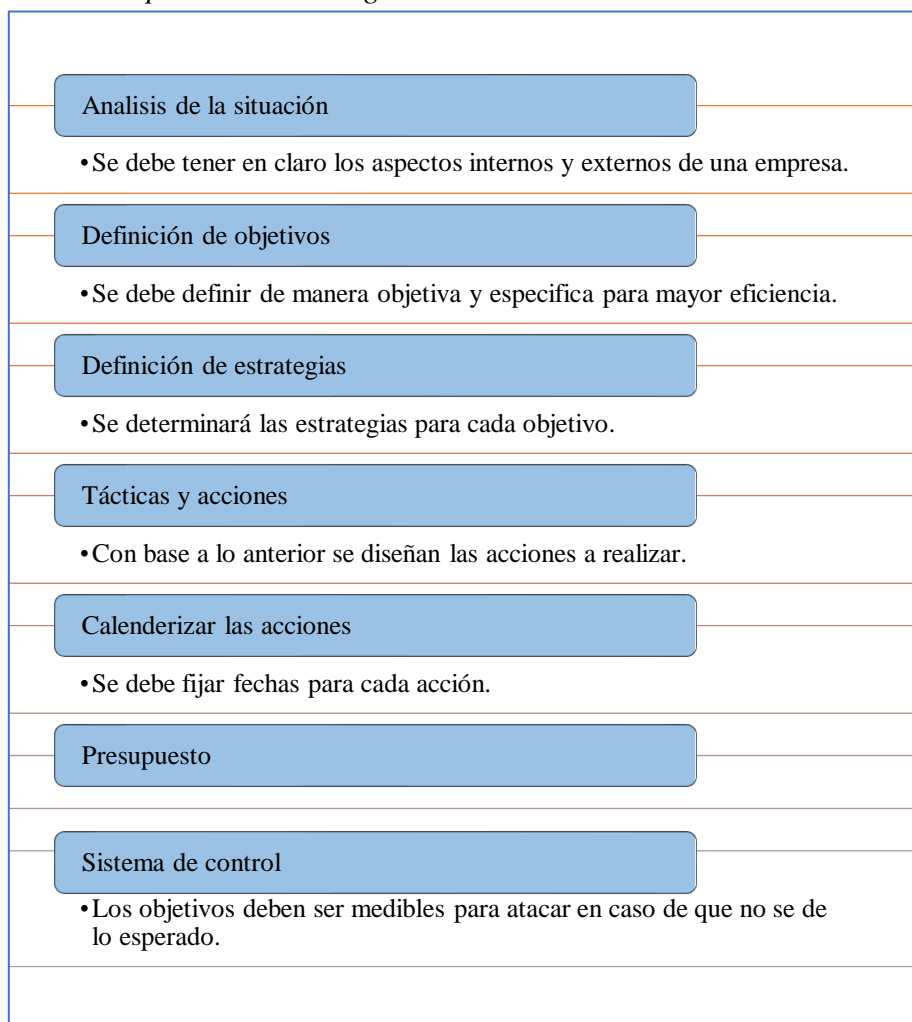 Analisis de la situación
•Se debe tener en claro los aspectos internos y externos de una empresa.
Definición de objetivos
•Se debe definir de manera objetiva y especifica para mayor eficiencia.
Definición de estrategias
•Se determinará las estrategias para cada objetivo.
Tácticas y acciones
•Con base a lo anterior se diseñan las acciones a realizar.
Calenderizar las acciones
•Se debe fijar fechas para cada acción.
Presupuesto
Sistema de control
•Los objetivos deben ser medibles para atacar en caso de que no se de
lo esperado.